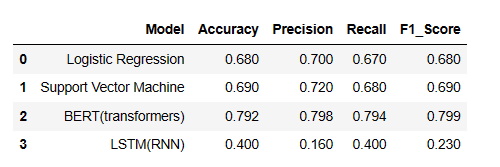 Model Accuracy Precision Recall F1_Score
0 Logistic Regression 0.680 0.700 0.670 0.680
1 Support Vector Machine 0.690 0.720 0.680 0.690
2 BERT(transformers) 0.792 0.798 0.794 0.799
3 LSTM(RNN) 0.400 0.160 0.400 0.230